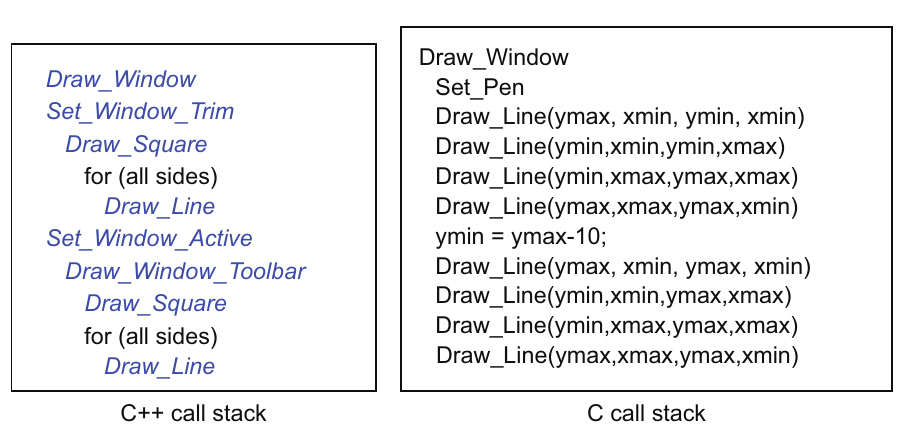 Draw_Window
Set_Window_Trim
Draw_Square
for (all sides)
Draw_Line
Set_Window_Active
Draw_Window_Toolbar
Draw_Square
for (all sides)
Draw_Line
C++ call stack
Draw_Window
Set_Pen
Draw_Line(ymax, xmin, ymin, xmin)
Draw_Line(ymin,xmin,ymin,xmax)
Draw_Line(ymin,xmax,ymax,xmax)
Draw_Line(ymax,xmax,ymax,xmin)
ymin = ymax-10;
Draw_Line(ymax, xmin, ymax, xmin)
Draw_Line(ymin,xmin,ymax,xmax)
Draw_Line(ymin,xmax,ymax,xmax)
Draw_Line(ymax,xmax,ymax,xmin)
C call stack